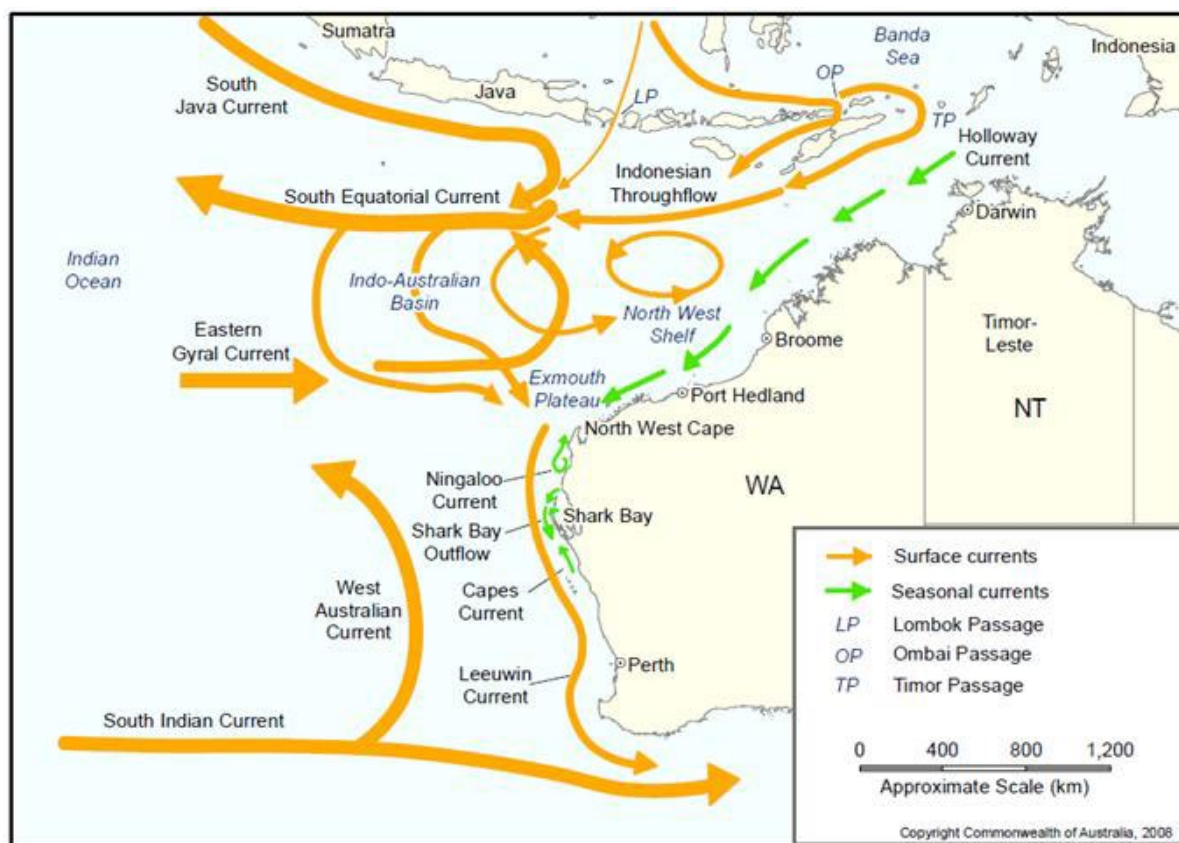 Sumatra
Banda
Sea
Indonesia
OP
South
Java Current
Java
LP
TP
Holloway
Current
Indonesian
Throughflow
South Equatorial Current
Darwin
Indian
Ocean
Indo-Australian
Basin
North West
Shelf
Eastern
Gyral Current
Broome
Timor-
Leste
Exmouth
Plateau
Port Hedland
NT
North West Cape
Ningaloo
Current
WA
Shark Bay
Shark Bay
Outflow
West
Australian
Current
Capes
Current
Perth
Leeuwin
Current
South Indian Current
Surface currents
Seasonal currents
LP Lombok Passage
OP Ombai Passage
TP Timor Passage
0 400 800 1,200
Approximate Scale (km)
Copyright Commonwealth of Australia, 2008